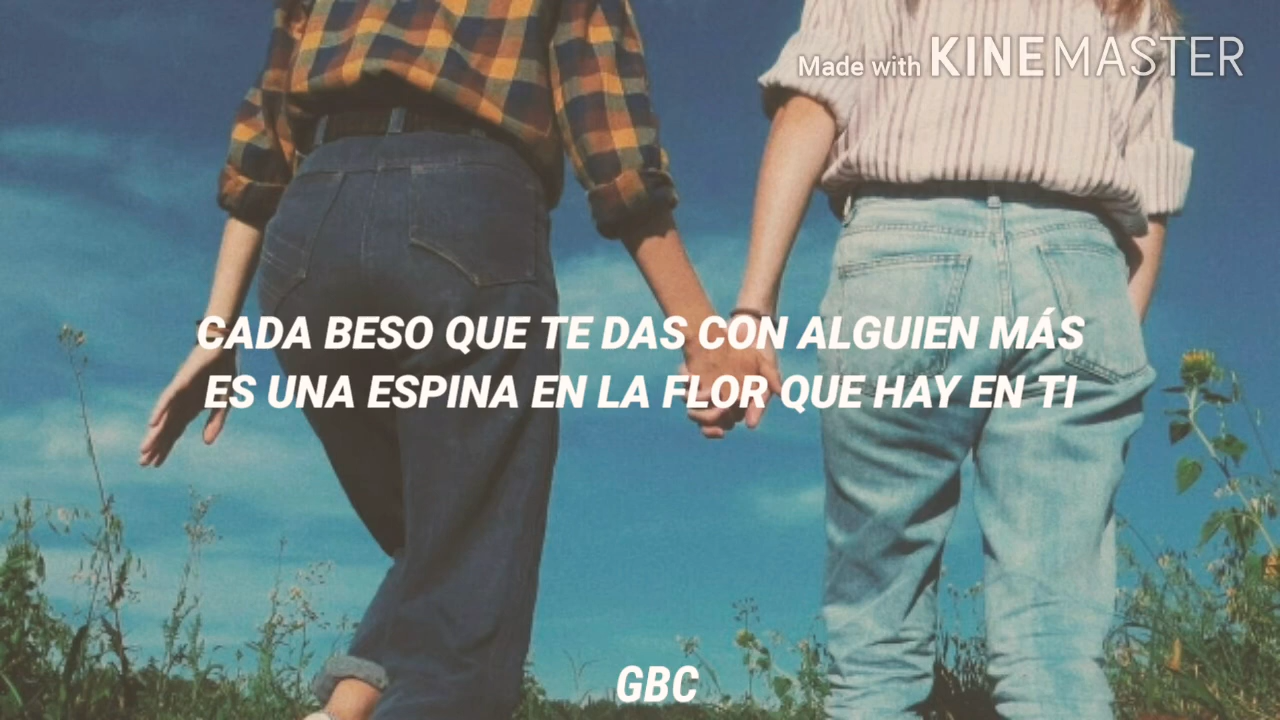 Made with KINEMASTER
CADA BESO QUE TE DAS CON ALGUIEN MÁS
ES UNA ESPINA EN LA FLOR QUE HAY EN TI
GBC